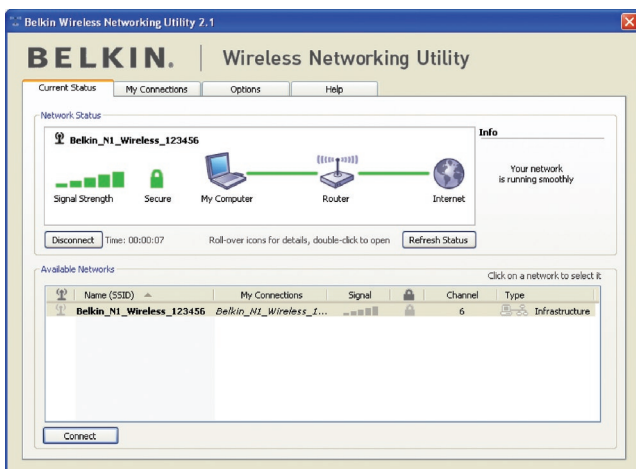 Belkin Wireless Networking Utility 2.1
BELKIN. | Wireless Networking Utility
Current Status My Connections Options Help
Network Status
Belkin_N1_Wireless_123456
Signal Strength Secure My Computer Router Internet
Info
Your network
is running smoothly
Disconnect Time: 00:00:07 Roll-over icons for details, double-click to open Refresh Status
Available Networks
Click on a network to select it
Name (SSID) My Connections Signal Channel Type
Belkin_N1_Wireless_123456 Belkin_N1_Wireless_1... 6 Infrastructure
Connect